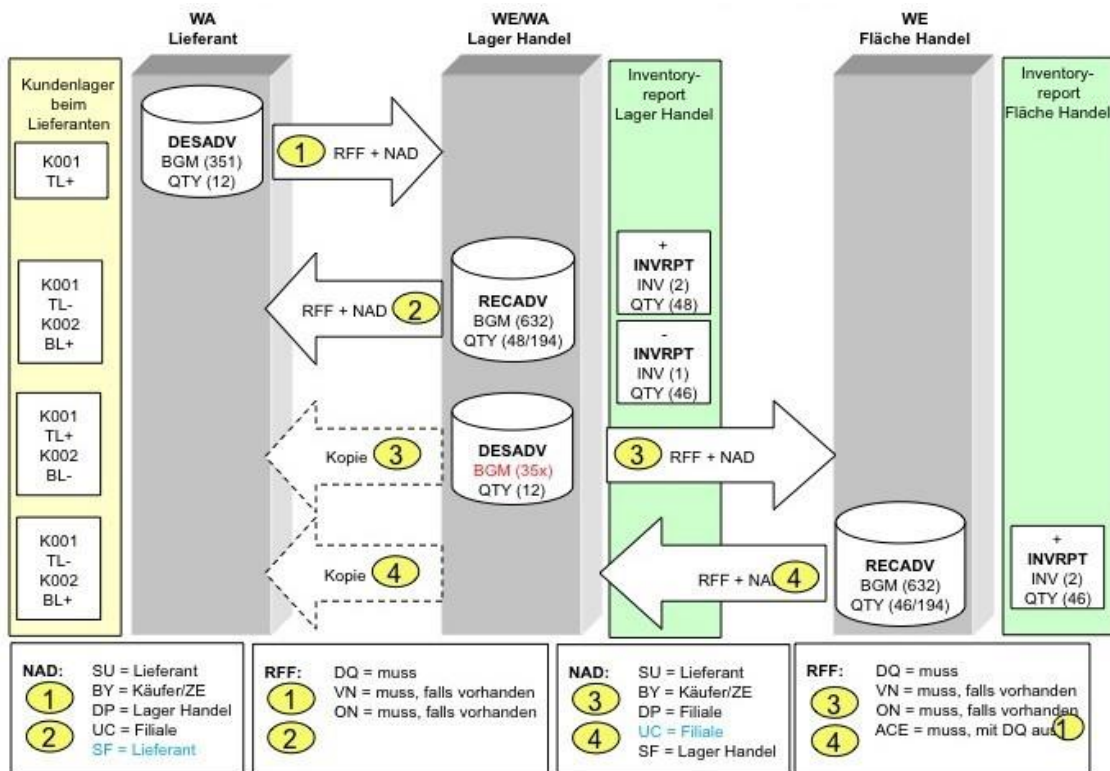 WA
Lieferant
WE/WA
Lager Handel
WE
Fläche Handel
Kundenlager
beim
Lieferanten
K001
TL+
K001
TL-
K002
BL+
K001
TL+
K002
BL-
K001
TL-
K002
BL+
DESADV
BGM (351)
QTY (12)
1
RFF + NAD
RFF + NAD
2
RECADV
BGM (632)
QTY (48/194)
Kopie
3
DESADV
BGM (35x)
QTY (12)
3
RFF + NAD
Kopie
4
RFF + NAD
4
RECADV
BGM (632)
QTY (46/194)
Inventory-
report
Lager Handel
+
INVRPT
INV (2)
QTY (48)
-
INVRPT
INV (1)
QTY (46)
Inventory-
report
Fläche Handel
+
INVRPT
INV (2)
QTY (46)
NAD:
1
2
SU = Lieferant
BY = Käufer/ZE
DP = Lager Handel
UC = Filiale
SF = Lieferant
RFF:
1
2
DQ = muss
VN = muss, falls vorhanden
ON = muss, falls vorhanden
NAD:
3
4
SU = Lieferant
BY = Käufer/ZE
DP = Filiale
UC = Filiale
SF = Lager Handel
RFF:
3
4
DQ = muss
VN = muss, falls vorhanden
ON = muss, falls vorhanden
ACE = muss, mit DQ aus 1